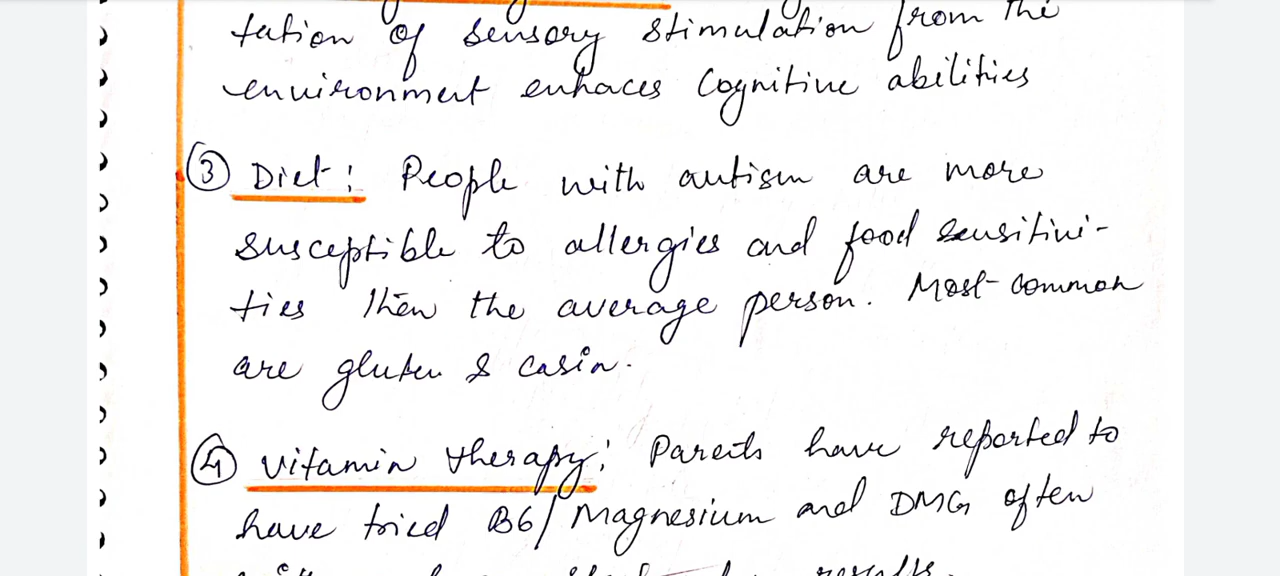 tation of sensory stimulation from the
environment enhaces Cognitive abilities
③ Diet: People with autism are more
susceptible to allergies and food sensitivi-
ties then the average person. Most common
are gluten & casin.
④ vitamin therapy: Parents have reported to
have tried B6/Magnesium and DMG often
results.